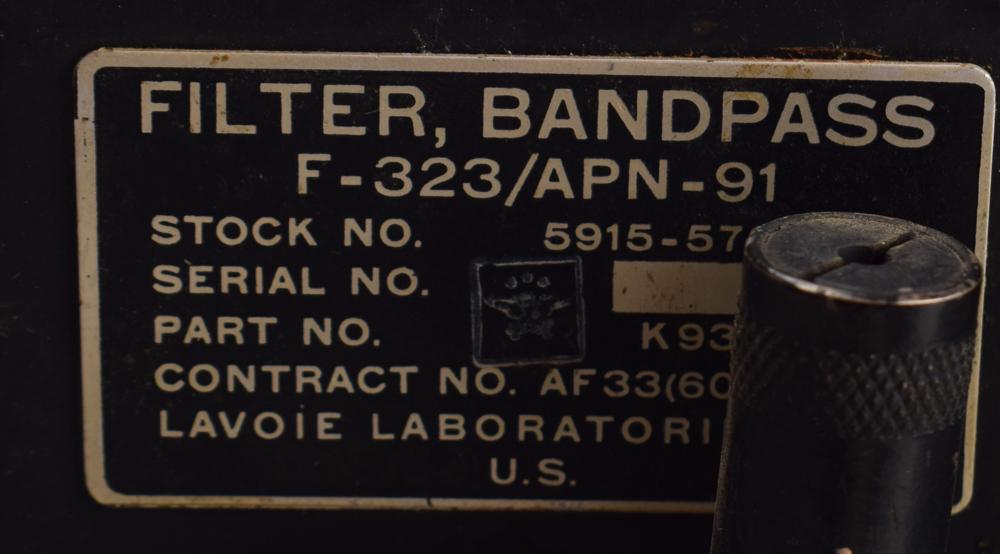 FILTER, BANDPASS
F-323/APN-91
STOCK NO. 5915-57
SERIAL NO.
PART NO. K93
CONTRACT NO. AF33(60
LAVOIE LABORATORI
U.S.